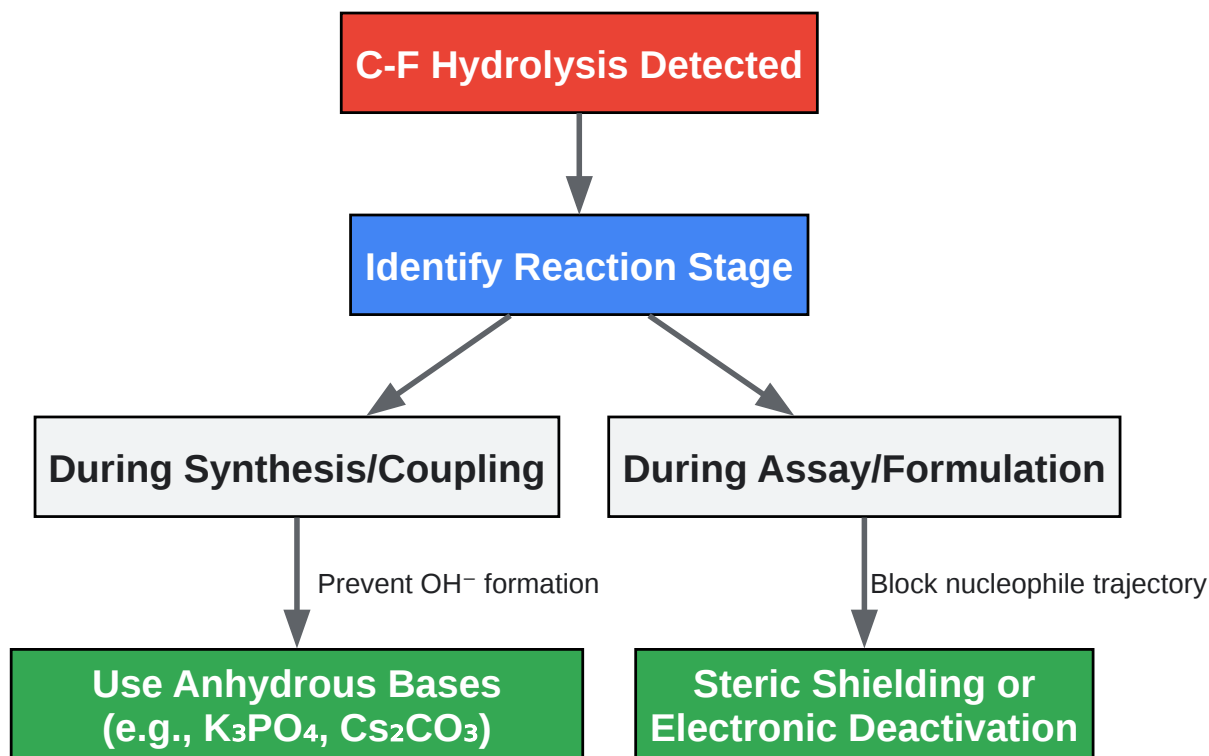 C-F Hydrolysis Detected
Identify Reaction Stage
During Synthesis/Coupling
During Assay/Formulation
Prevent OH⁻ formation
Block nucleophile trajectory
Use Anhydrous Bases
(e.g., K₃PO₄, Cs₂CO₃)
Steric Shielding or
Electronic Deactivation